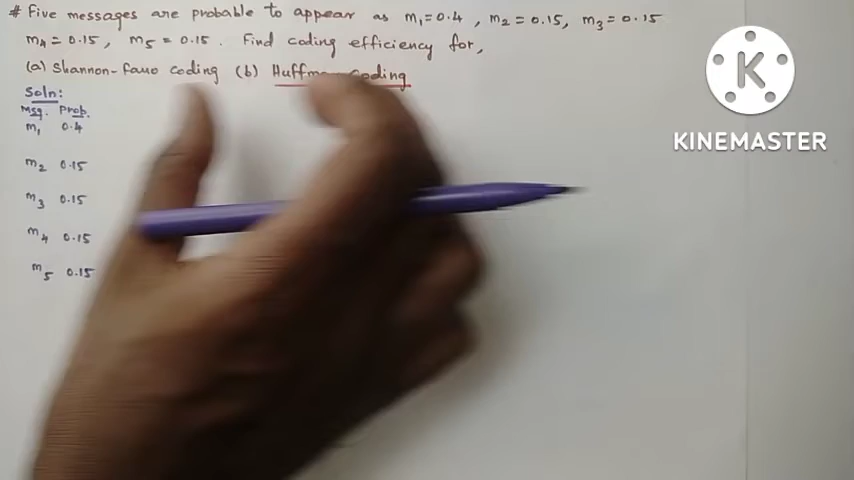 # Five messages are probable to appear as m₁=0.4, m₂=0.15, m₃=0.15
m₄=0.15, m₅=0.15. Find coding efficiency for,
(a) Shannon-fano coding (b) Huffman coding
Soln:
Msg. Prob.
m₁ 0.4
m₂ 0.15
m₃ 0.15
m₄ 0.15
m₅ 0.15
K
KINEMASTER